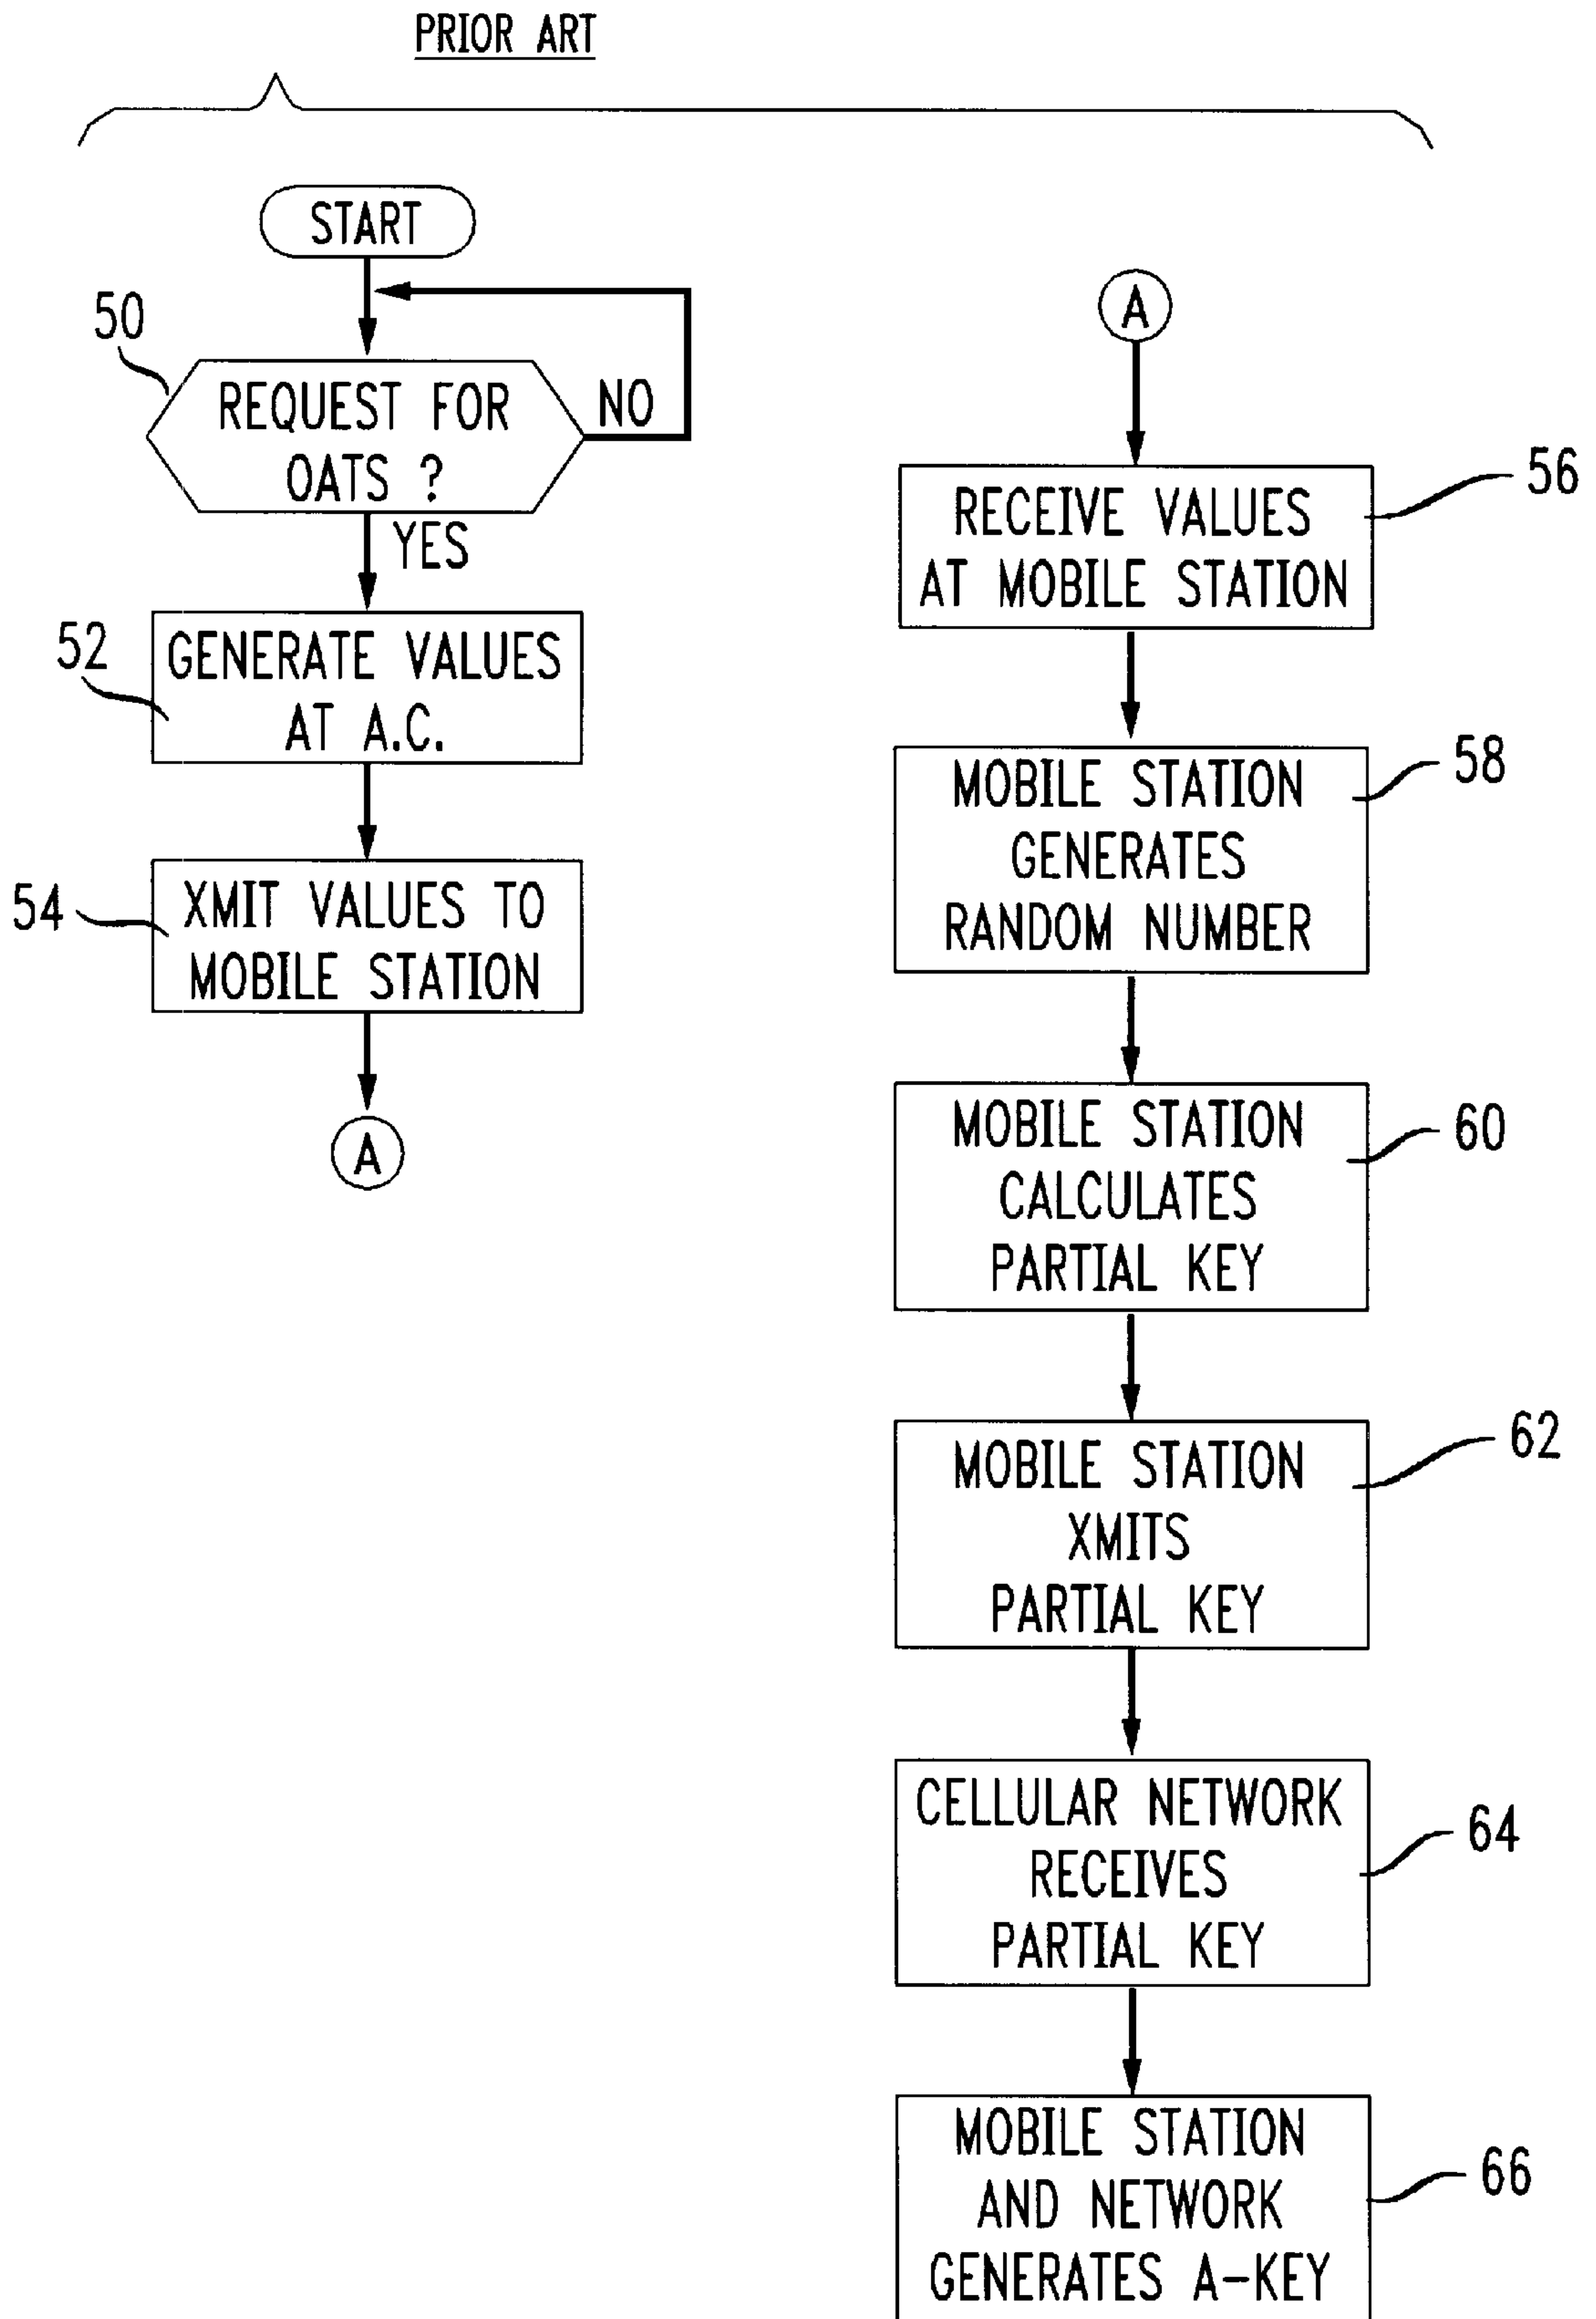 PRIOR ART
START
50
REQUEST FOR
OATS ?
NO
YES
52
GENERATE VALUES
AT A.C.
54
XMIT VALUES TO
MOBILE STATION
A
A
56
RECEIVE VALUES
AT MOBILE STATION
58
MOBILE STATION
GENERATES
RANDOM NUMBER
60
MOBILE STATION
CALCULATES
PARTIAL KEY
62
MOBILE STATION
XMITS
PARTIAL KEY
64
CELLULAR NETWORK
RECEIVES
PARTIAL KEY
66
MOBILE STATION
AND NETWORK
GENERATES A-KEY